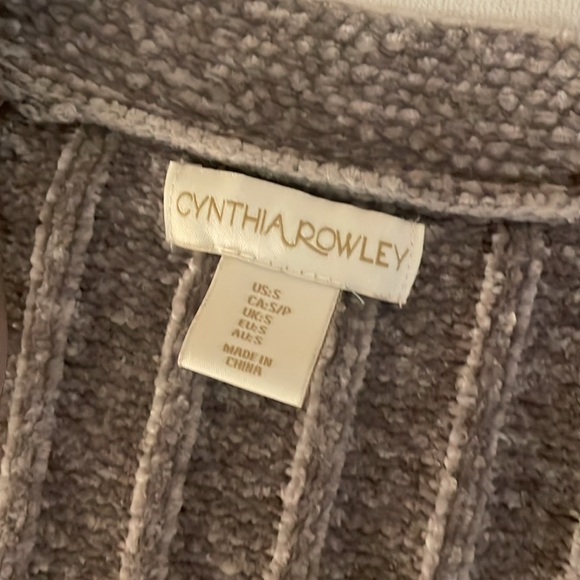 CYNTHIA ROWLEY
US:S
CA:S/P
UK:S
EU:S
AU:S
MADE IN
CHINA